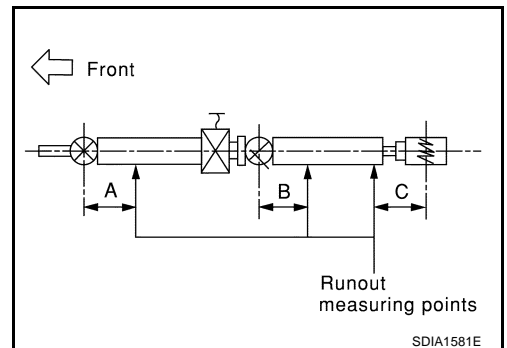 Front
A
B
C
Runout
measuring points
SDIA1581E